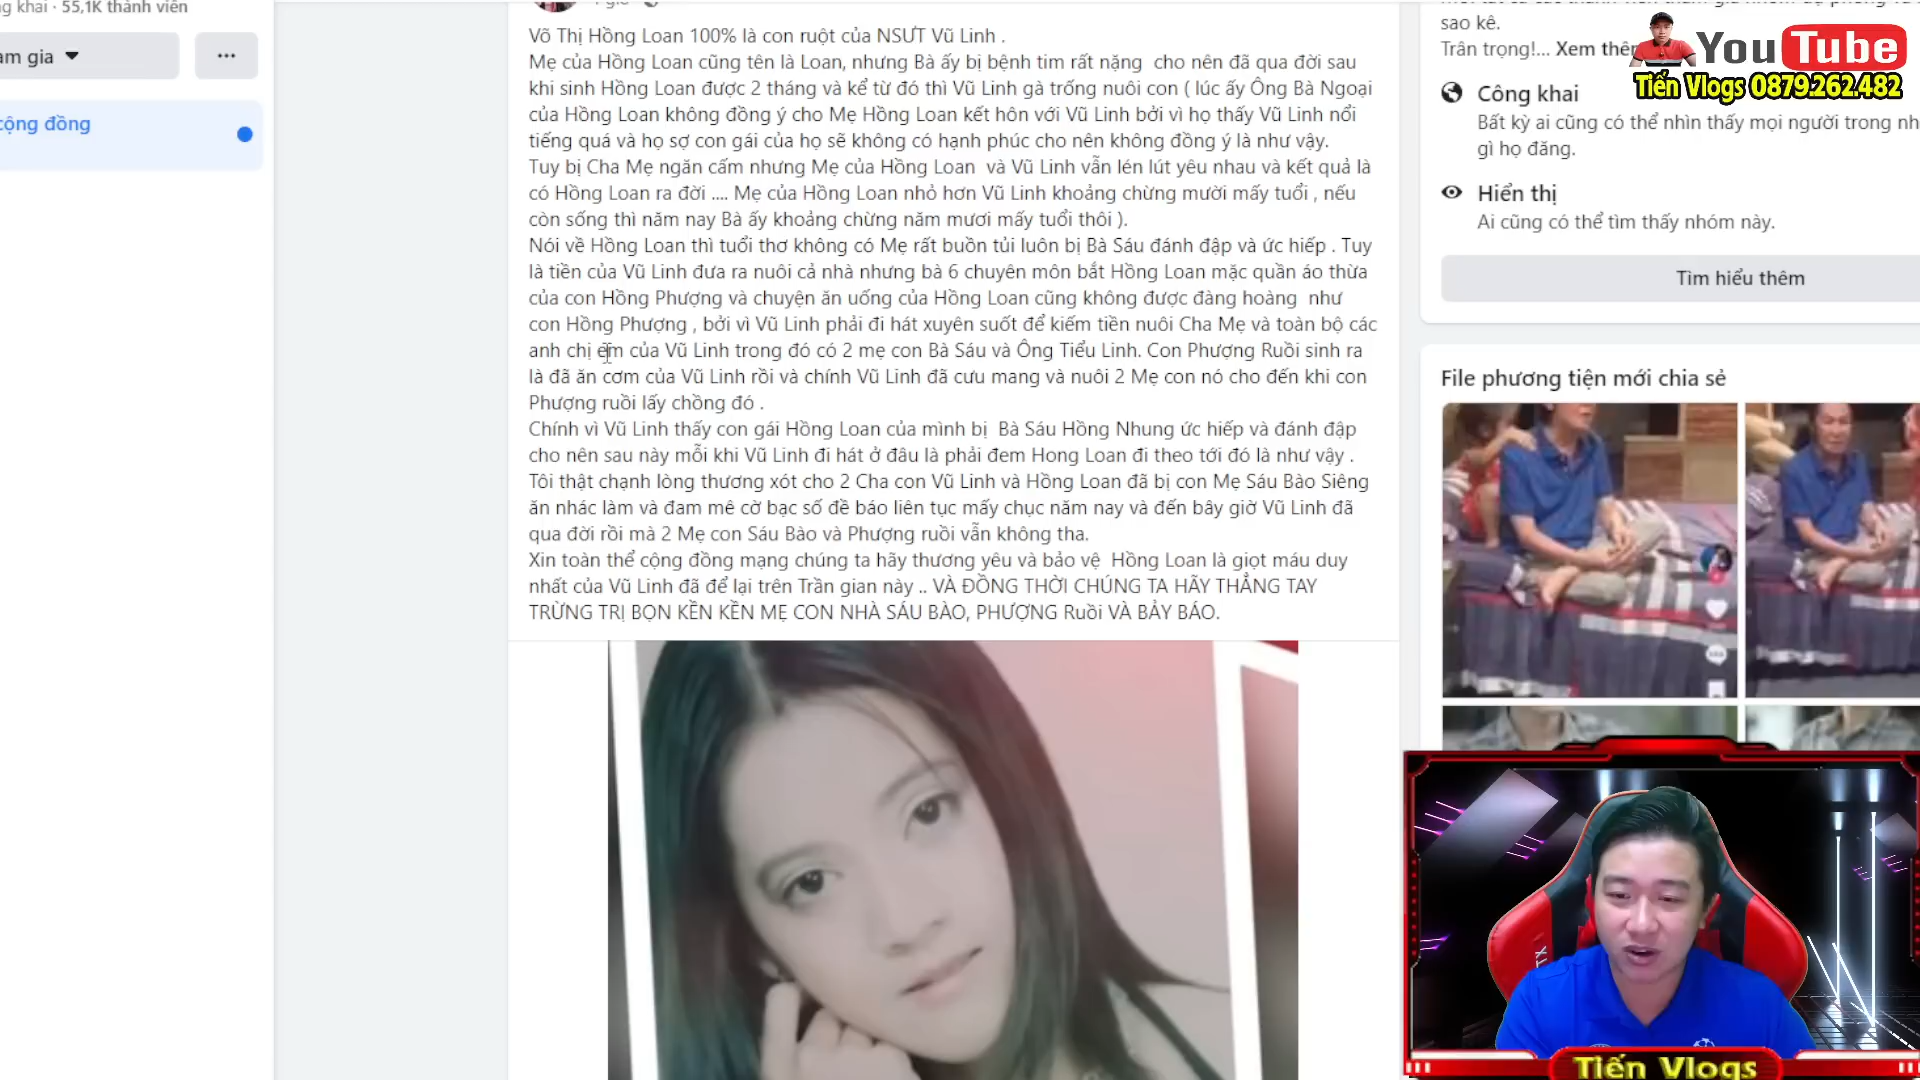 ng khai · 55,1K thành viên
am gia
...
cộng đồng
Võ Thị Hồng Loan 100% là con ruột của NSƯT Vũ Linh .
Mẹ của Hồng Loan cũng tên là Loan, nhưng Bà ấy bị bệnh tim rất nặng  cho nên đã qua đời sau
khi sinh Hồng Loan được 2 tháng và kể từ đó thì Vũ Linh gà trống nuôi con ( lúc ấy Ông Bà Ngoại
của Hồng Loan không đồng ý cho Mẹ Hồng Loan kết hôn với Vũ Linh bởi vì họ thấy Vũ Linh nổi
tiếng quá và họ sợ con gái của họ sẽ không có hạnh phúc cho nên không đồng ý là như vậy.
Tuy bị Cha Mẹ ngăn cấm nhưng Mẹ của Hồng Loan  và Vũ Linh vẫn lén lút yêu nhau và kết quả là
có Hồng Loan ra đời .... Mẹ của Hồng Loan nhỏ hơn Vũ Linh khoảng chừng mười mấy tuổi , nếu
còn sống thì năm nay Bà ấy khoảng chừng năm mươi mấy tuổi thôi ).
Nói về Hồng Loan thì tuổi thơ không có Mẹ rất buồn tủi luôn bị Bà Sáu đánh đập và ức hiếp . Tuy
là tiền của Vũ Linh đưa ra nuôi cả nhà nhưng bà 6 chuyên môn bắt Hồng Loan mặc quần áo thừa
của con Hồng Phượng và chuyện ăn uống của Hồng Loan cũng không được đàng hoàng  như
con Hồng Phượng , bởi vì Vũ Linh phải đi hát xuyên suốt để kiếm tiền nuôi Cha Mẹ và toàn bộ các
anh chị em của Vũ Linh trong đó có 2 mẹ con Bà Sáu và Ông Tiểu Linh. Con Phượng Ruồi sinh ra
là đã ăn cơm của Vũ Linh rồi và chính Vũ Linh đã cưu mang và nuôi 2 Mẹ con nó cho đến khi con
Phượng ruồi lấy chồng đó .
Chính vì Vũ Linh thấy con gái Hồng Loan của mình bị  Bà Sáu Hồng Nhung ức hiếp và đánh đập
cho nên sau này mỗi khi Vũ Linh đi hát ở đâu là phải đem Hong Loan đi theo tới đó là như vậy .
Tôi thật chạnh lòng thương xót cho 2 Cha con Vũ Linh và Hồng Loan đã bị con Mẹ Sáu Bào Siêng
ăn nhác làm và đam mê cờ bạc số đề báo liên tục mấy chục năm nay và đến bây giờ Vũ Linh đã
qua đời rồi mà 2 Mẹ con Sáu Bào và Phượng ruồi vẫn không tha.
Xin toàn thể cộng đồng mạng chúng ta hãy thương yêu và bảo vệ  Hồng Loan là giọt máu duy
nhất của Vũ Linh đã để lại trên Trần gian này .. VÀ ĐỒNG THỜI CHÚNG TA HÃY THẲNG TAY
TRỪNG TRỊ BỌN KỀN KỀN MẸ CON NHÀ SÁU BÀO, PHƯỢNG Ruồi VÀ BẢY BÁO.
sao kê.
Trân trọng!... Xem thêm
YouTube
Tiến Vlogs 0879.262.482
Công khai
Bất kỳ ai cũng có thể nhìn thấy mọi người trong nh
gì họ đăng.
Hiển thị
Ai cũng có thể tìm thấy nhóm này.
Tìm hiểu thêm
File phương tiện mới chia sẻ
Tiến Vlogs